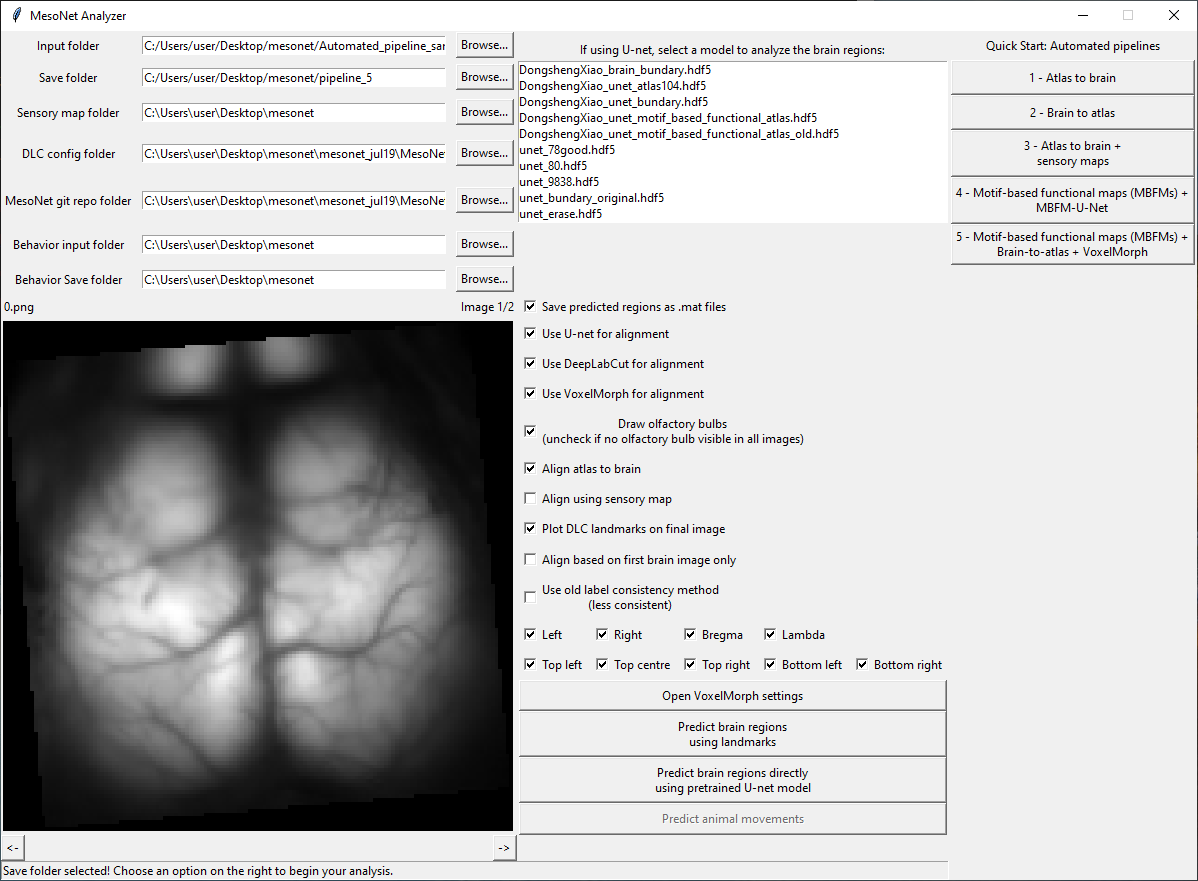 MesoNet Analyzer
Input folder
C:/Users/user/Desktop/mesonet/Automated_pipeline_sar
Browse...
Save folder
C:/Users/user/Desktop/mesonet/pipeline_5
Browse...
Sensory map folder
C:\Users\user\Desktop\mesonet
Browse...
DLC config folder
C:\Users\user\Desktop\mesonet\mesonet_jul19\MesoNe
Browse...
MesoNet git repo folder
C:\Users\user\Desktop\mesonet\mesonet_jul19\MesoNe
Browse...
Behavior input folder
C:\Users\user\Desktop\mesonet
Browse...
Behavior Save folder
C:\Users\user\Desktop\mesonet
Browse...
If using U-net, select a model to analyze the brain regions:
DongshengXiao_brain_bundary.hdf5
DongshengXiao_unet_atlas104.hdf5
DongshengXiao_unet_bundary.hdf5
DongshengXiao_unet_motif_based_functional_atlas.hdf5
DongshengXiao_unet_motif_based_functional_atlas_old.hdf5
unet_78good.hdf5
unet_80.hdf5
unet_9838.hdf5
unet_bundary_original.hdf5
unet_erase.hdf5
Quick Start: Automated pipelines
1 - Atlas to brain
2 - Brain to atlas
3 - Atlas to brain +
sensory maps
4 - Motif-based functional maps (MBFMs) +
MBFM-U-Net
5 - Motif-based functional maps (MBFMs) +
Brain-to-atlas + VoxelMorph
0.png
Image 1/2
Save predicted regions as .mat files
Use U-net for alignment
Use DeepLabCut for alignment
Use VoxelMorph for alignment
Draw olfactory bulbs
(uncheck if no olfactory bulb visible in all images)
Align atlas to brain
Align using sensory map
Plot DLC landmarks on final image
Align based on first brain image only
Use old label consistency method
(less consistent)
Left Right Bregma Lambda
Top left Top centre Top right Bottom left Bottom right
Open VoxelMorph settings
Predict brain regions
using landmarks
Predict brain regions directly
using pretrained U-net model
Predict animal movements
<-
->
Save folder selected! Choose an option on the right to begin your analysis.